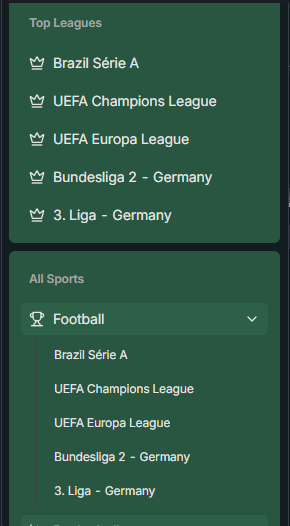 Top Leagues
Brazil Série A
UEFA Champions League
UEFA Europa League
Bundesliga 2 - Germany
3. Liga - Germany
All Sports
Football
Brazil Série A
UEFA Champions League
UEFA Europa League
Bundesliga 2 - Germany
3. Liga - Germany